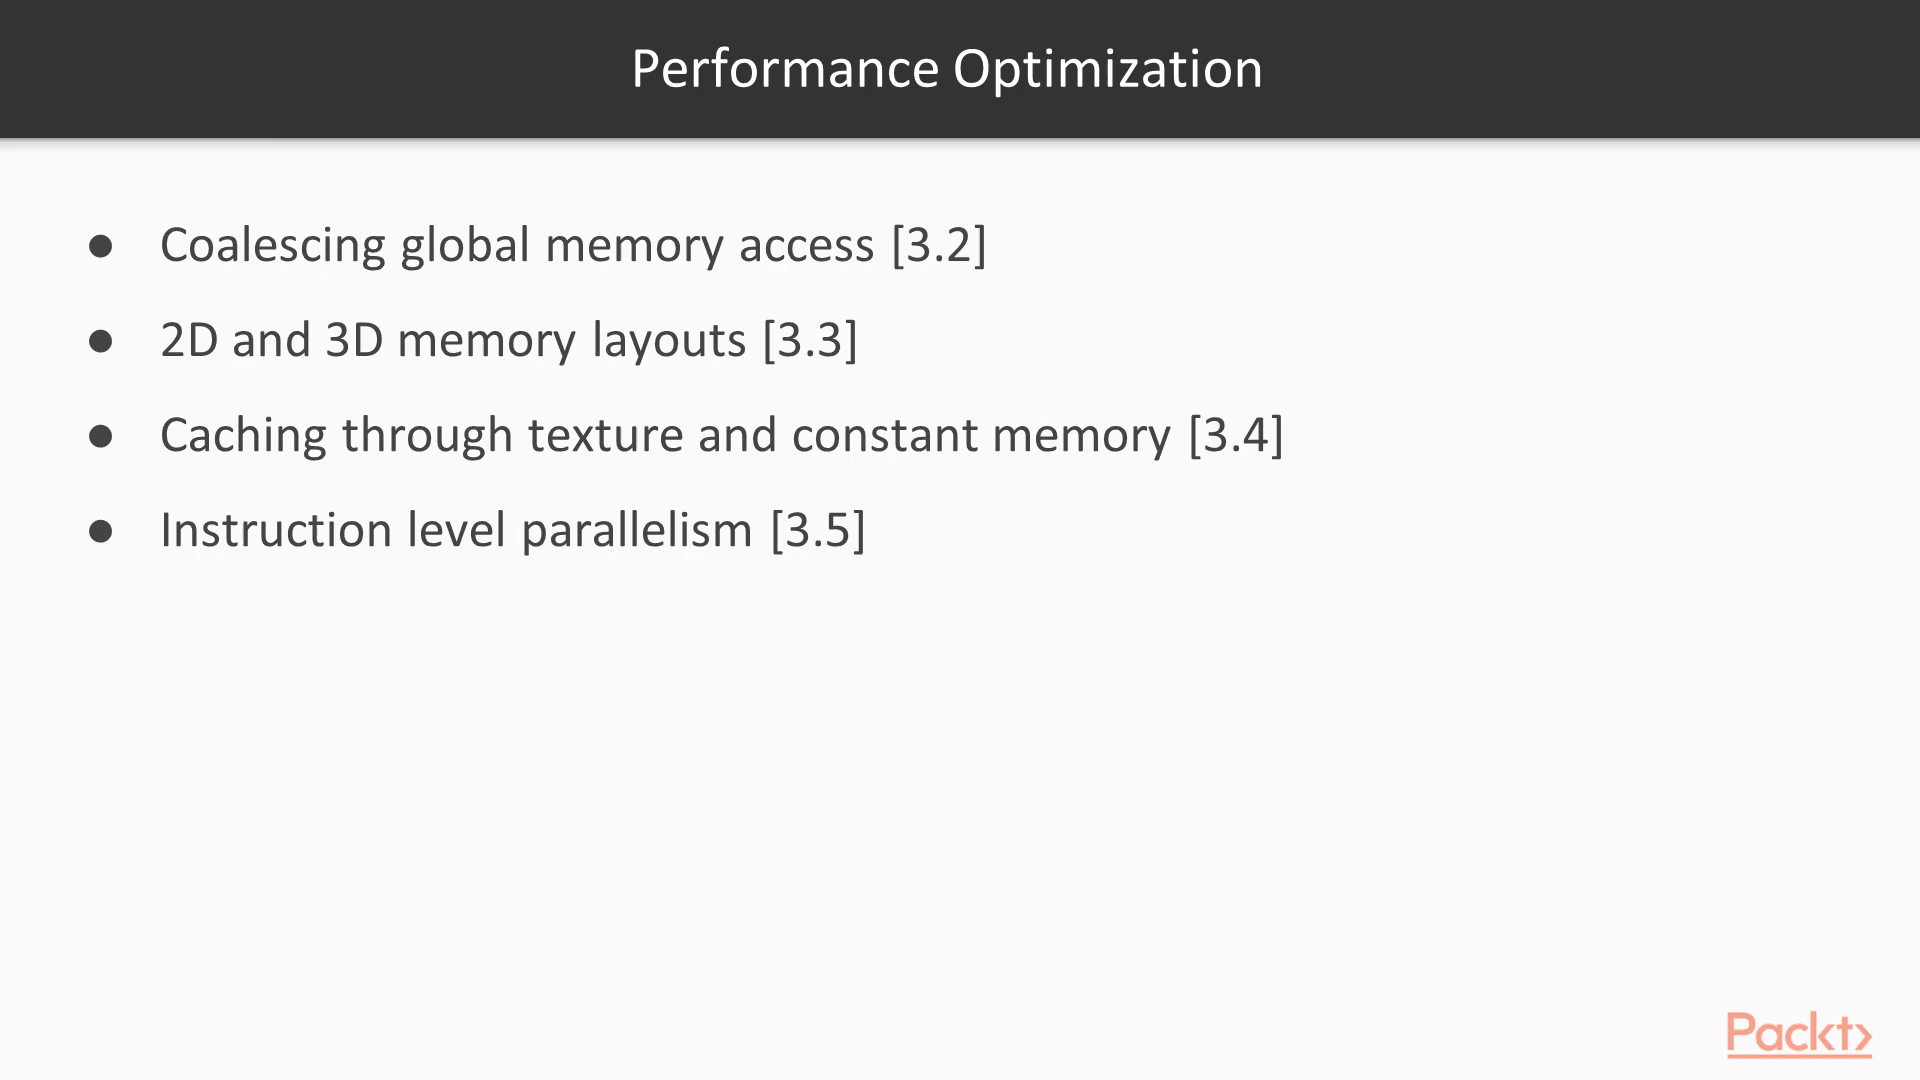 Performance Optimization
● Coalescing global memory access [3.2]
● 2D and 3D memory layouts [3.3]
● Caching through texture and constant memory [3.4]
● Instruction level parallelism [3.5]
Packt>